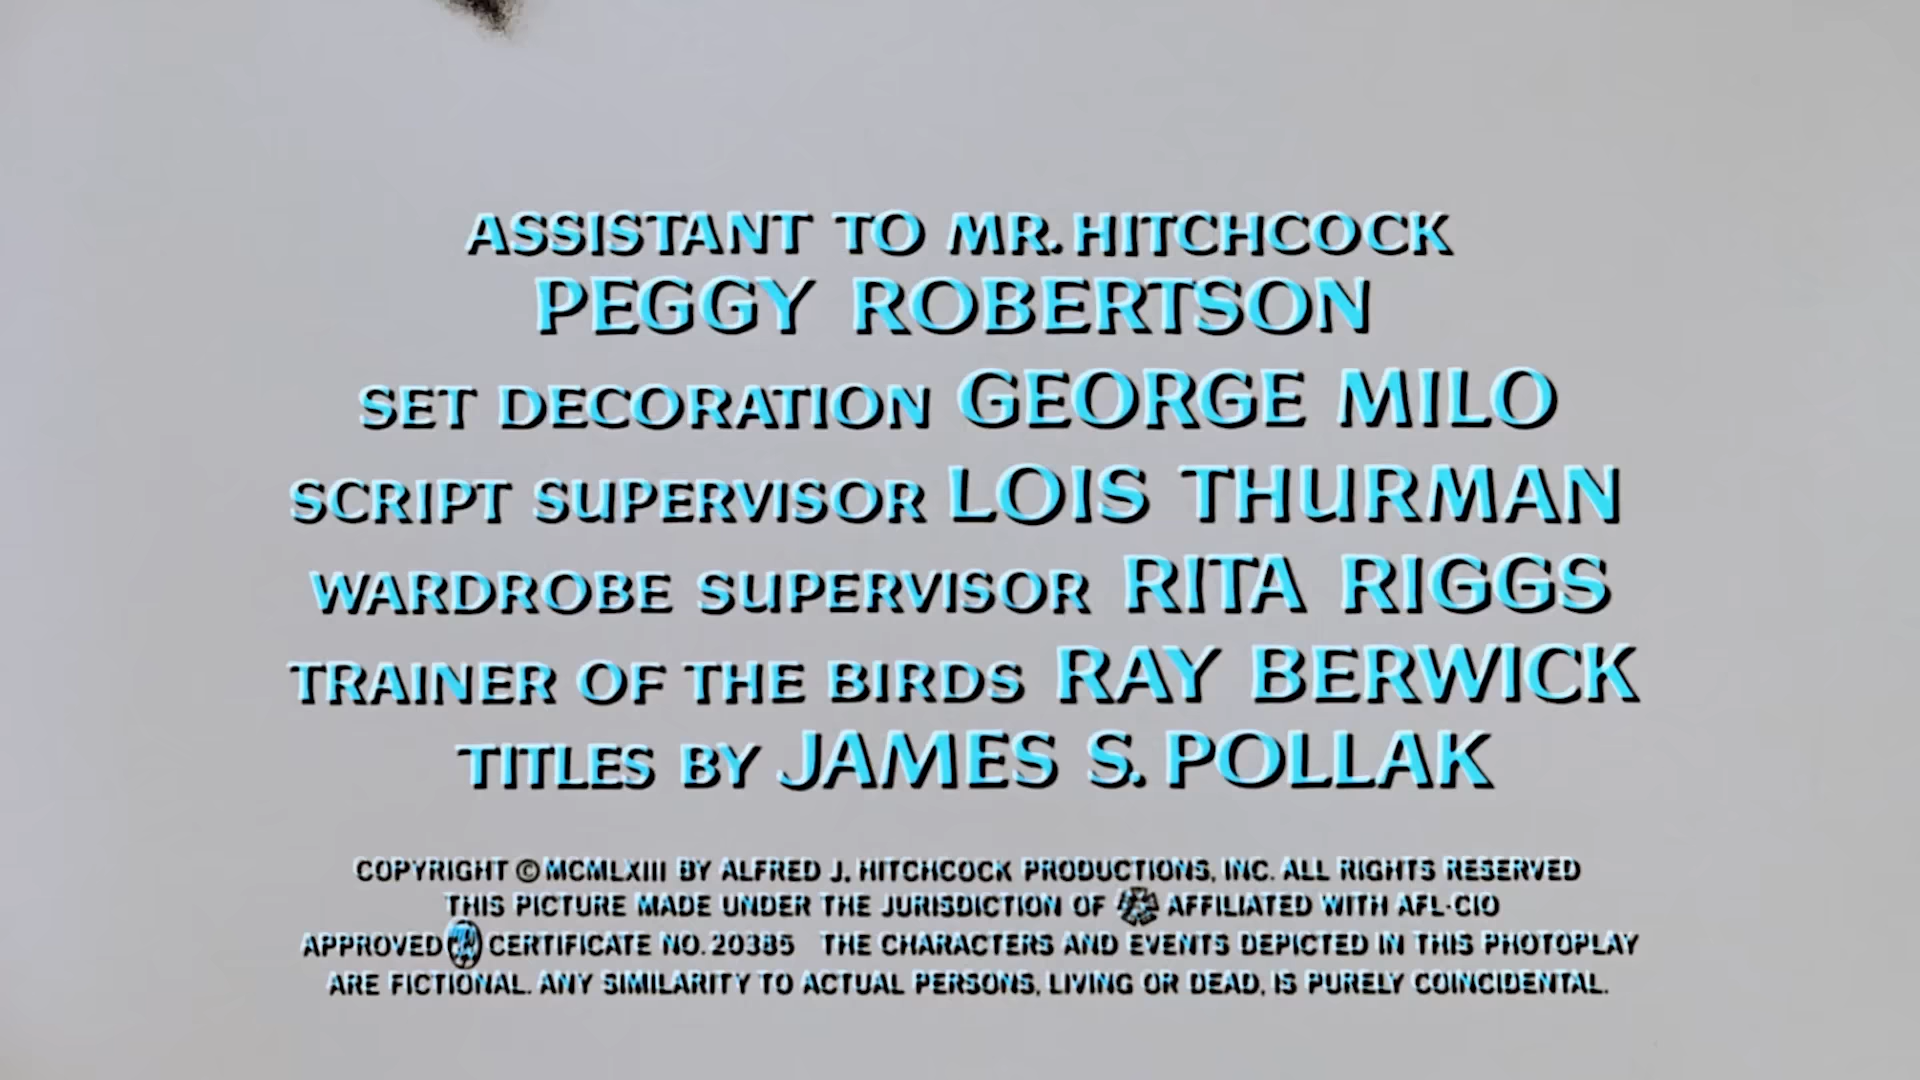 ASSISTANT TO MR. HITCHCOCK
PEGGY ROBERTSON
SET DECORATION GEORGE MILO
SCRIPT SUPERVISOR LOIS THURMAN
WARDROBE SUPERVISOR RITA RIGGS
TRAINER OF THE BIRDS RAY BERWICK
TITLES BY JAMES S. POLLAK
COPYRIGHT © MCMLXIII BY ALFRED J. HITCHCOCK PRODUCTIONS, INC. ALL RIGHTS RESERVED
THIS PICTURE MADE UNDER THE JURISDICTION OF AFFILIATED WITH AFL-CIO
APPROVED CERTIFICATE NO. 20385 THE CHARACTERS AND EVENTS DEPICTED IN THIS PHOTOPLAY
ARE FICTIONAL. ANY SIMILARITY TO ACTUAL PERSONS, LIVING OR DEAD, IS PURELY COINCIDENTAL.